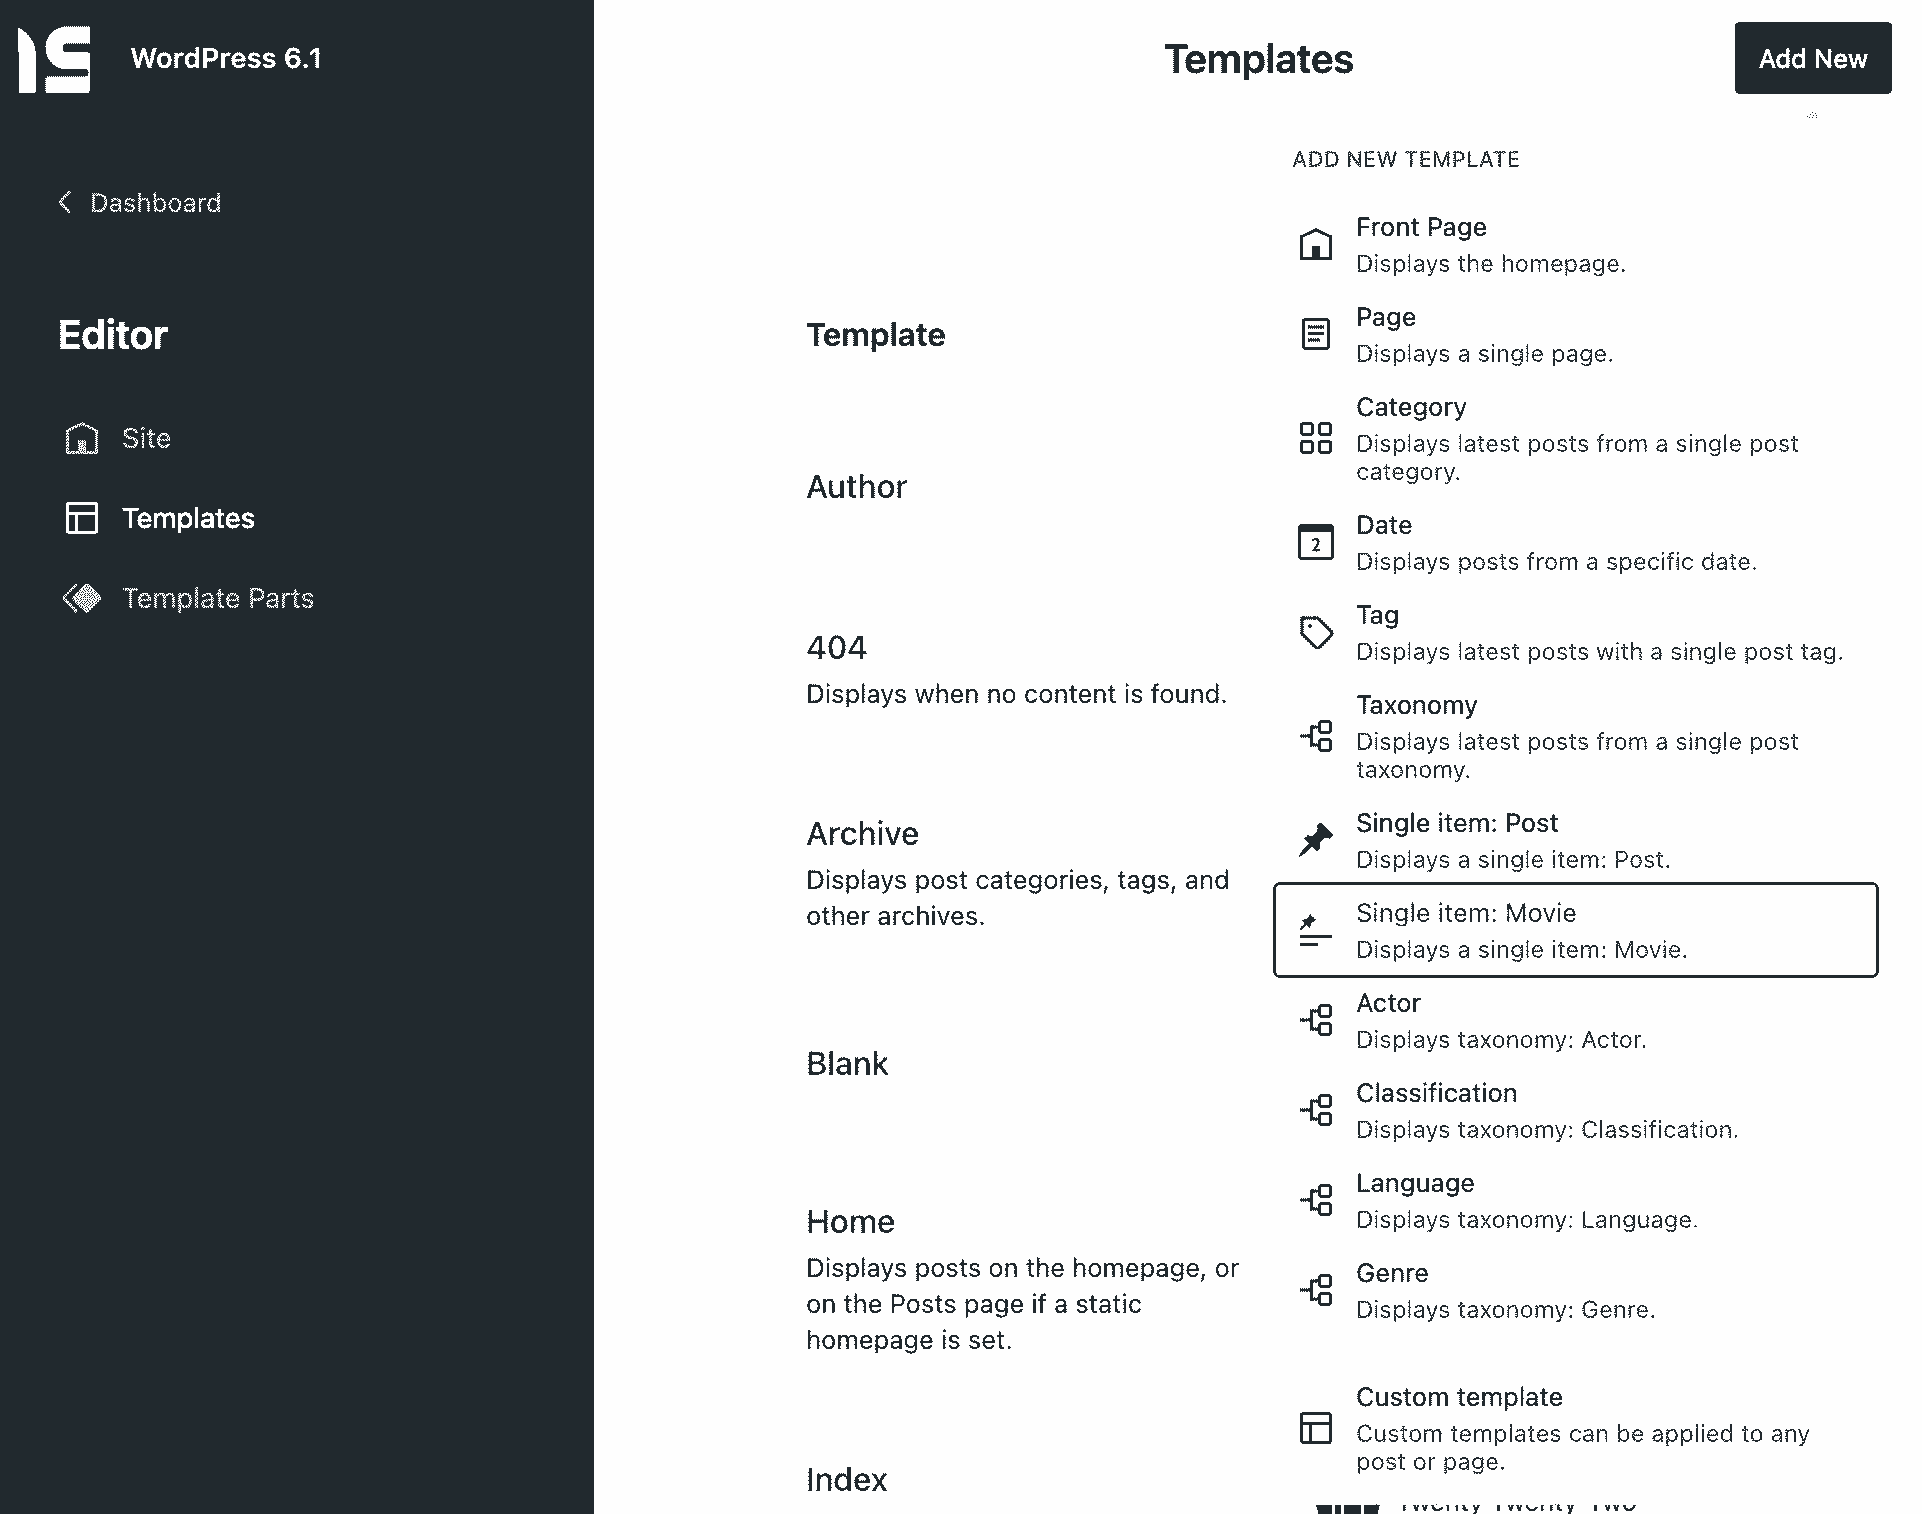 WordPress 6.1
Dashboard
Editor
Site
Templates
Template Parts
Templates
Add New
Template
Author
404
Displays when no content is found.
Archive
Displays post categories, tags, and
other archives.
Blank
Home
Displays posts on the homepage, or
on the Posts page if a static
homepage is set.
Index
ADD NEW TEMPLATE
Front Page
Displays the homepage.
Page
Displays a single page.
Category
Displays latest posts from a single post
category.
2
Date
Displays posts from a specific date.
Tag
Displays latest posts with a single post tag.
Taxonomy
Displays latest posts from a single post
taxonomy.
Single item: Post
Displays a single item: Post.
Single item: Movie
Displays a single item: Movie.
Actor
Displays taxonomy: Actor.
Classification
Displays taxonomy: Classification.
Language
Displays taxonomy: Language.
Genre
Displays taxonomy: Genre.
Custom template
Custom templates can be applied to any
post or page.
Twenty Twenty-Two